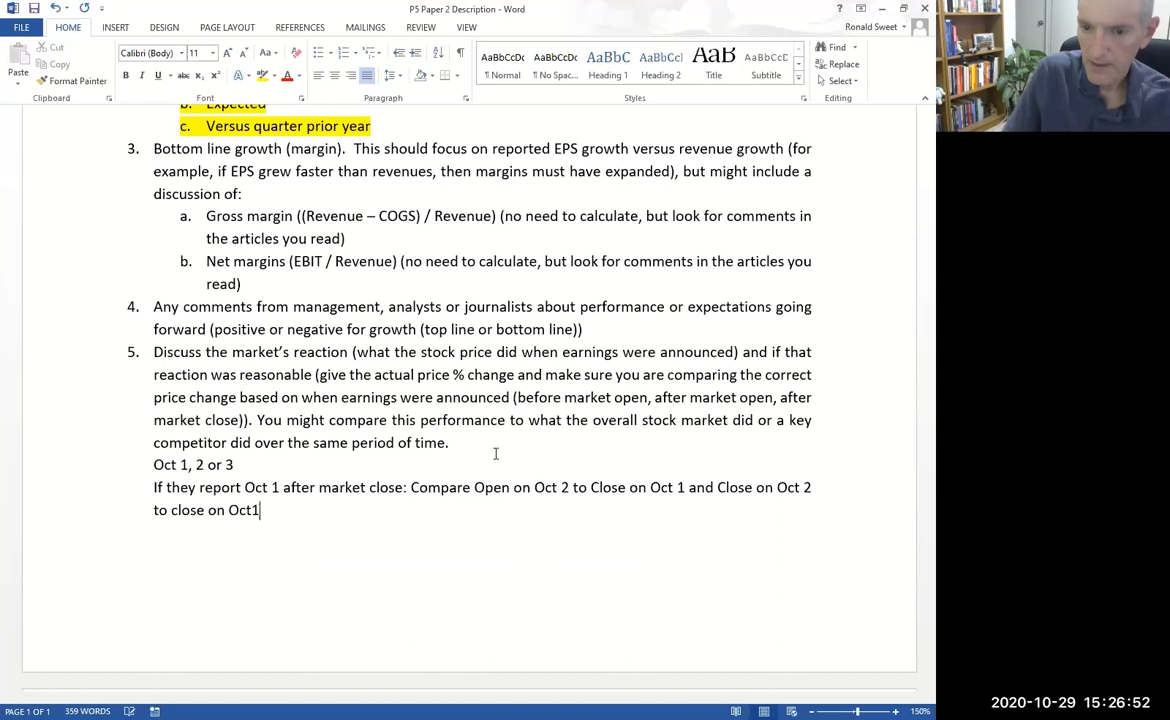 P5 Paper 2 Description - Word
FILE HOME INSERT DESIGN PAGE LAYOUT REFERENCES MAILINGS REVIEW VIEW
Ronald Sweet
Cut
Copy
Format Painter
Paste
Clipboard
Calibri (Body) 11
Font
Paragraph
AaBbCcDc AaBbCcDc AaBbC AaBbCcl AaB AaBbCcD
¶ Normal ¶ No Spac... Heading 1 Heading 2 Title Subtitle
Styles
Find
Replace
Select
Editing
b. Expected
c. Versus quarter prior year
3. Bottom line growth (margin). This should focus on reported EPS growth versus revenue growth (for
example, if EPS grew faster than revenues, then margins must have expanded), but might include a
discussion of:
a. Gross margin ((Revenue – COGS) / Revenue) (no need to calculate, but look for comments in
the articles you read)
b. Net margins (EBIT / Revenue) (no need to calculate, but look for comments in the articles you
read)
4. Any comments from management, analysts or journalists about performance or expectations going
forward (positive or negative for growth (top line or bottom line))
5. Discuss the market’s reaction (what the stock price did when earnings were announced) and if that
reaction was reasonable (give the actual price % change and make sure you are comparing the correct
price change based on when earnings were announced (before market open, after market open, after
market close)). You might compare this performance to what the overall stock market did or a key
competitor did over the same period of time.
Oct 1, 2 or 3
If they report Oct 1 after market close: Compare Open on Oct 2 to Close on Oct 1 and Close on Oct 2
to close on Oct1
PAGE 1 OF 1 359 WORDS
150%
2020-10-29 15:26:52